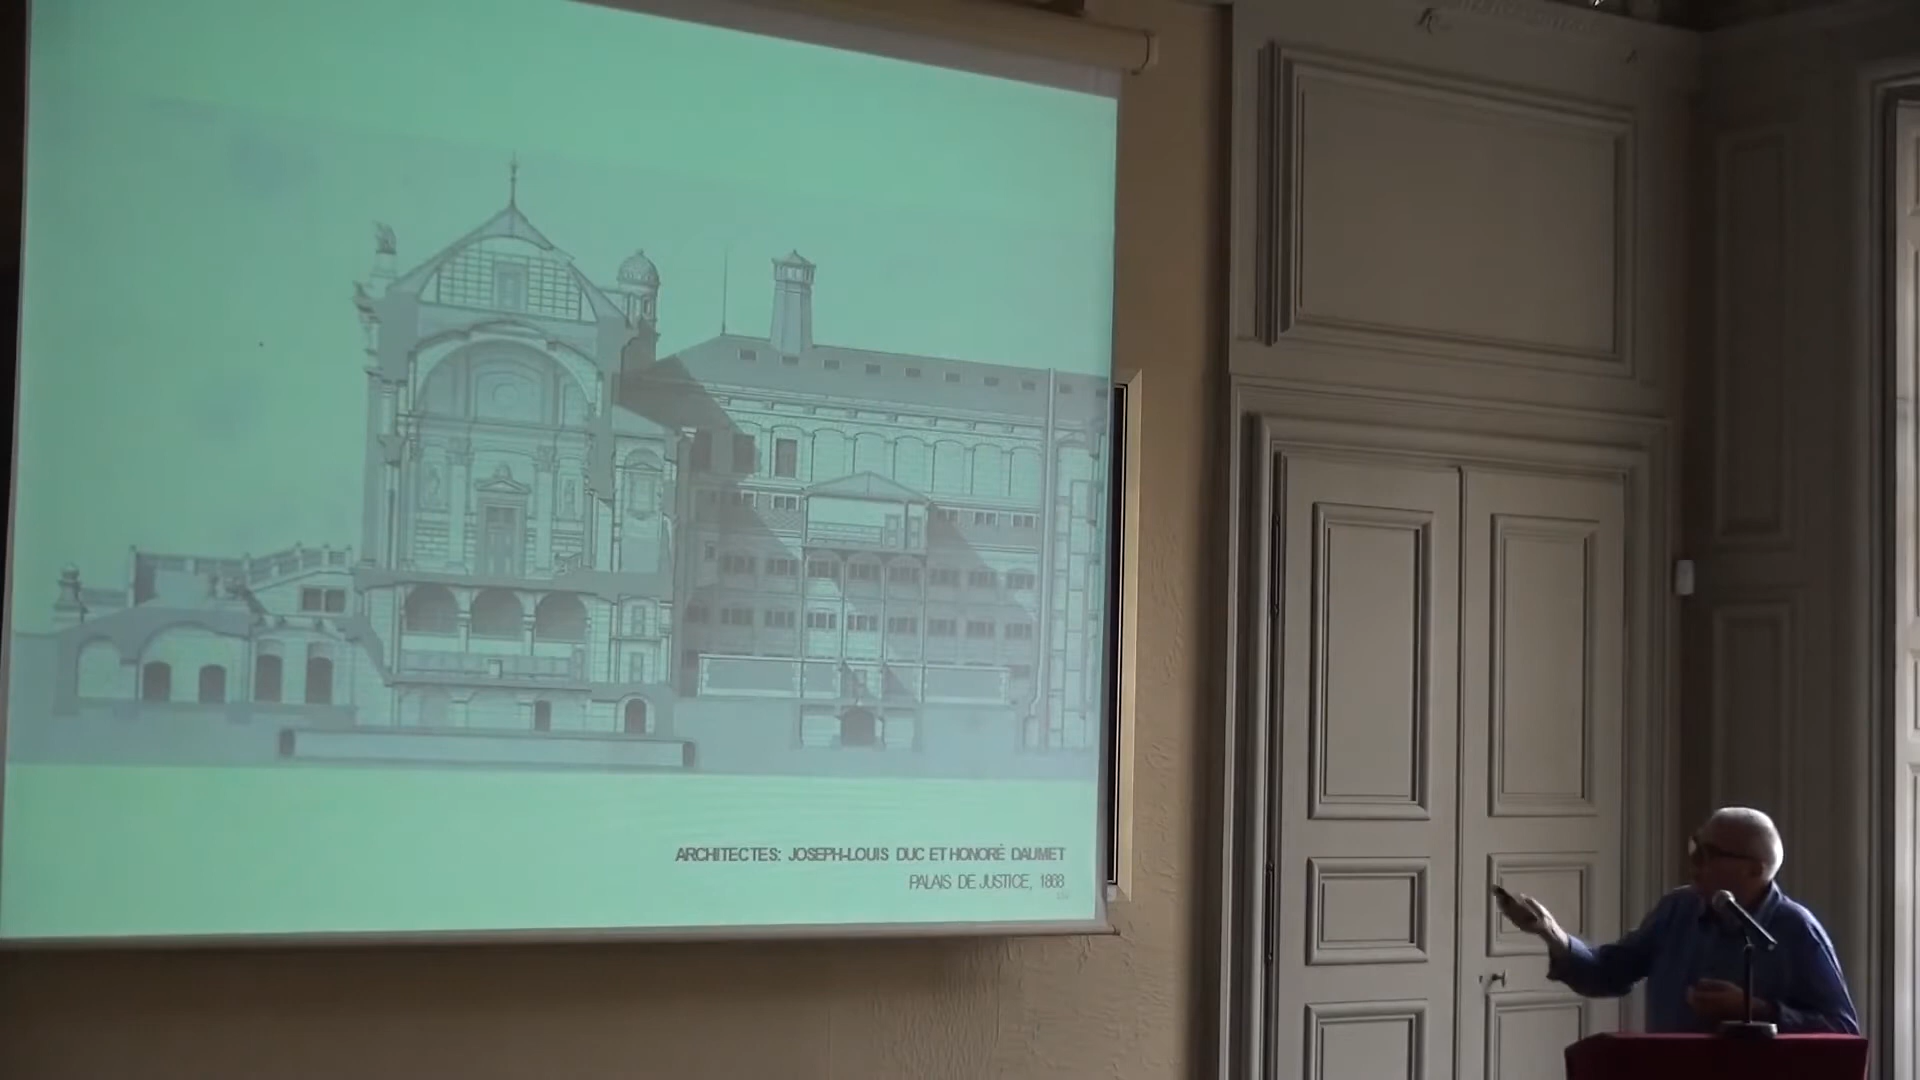 ARCHITECTES: JOSEPH-LOUIS DUC ET HONORÉ DAUMET
PALAIS DE JUSTICE, 1868